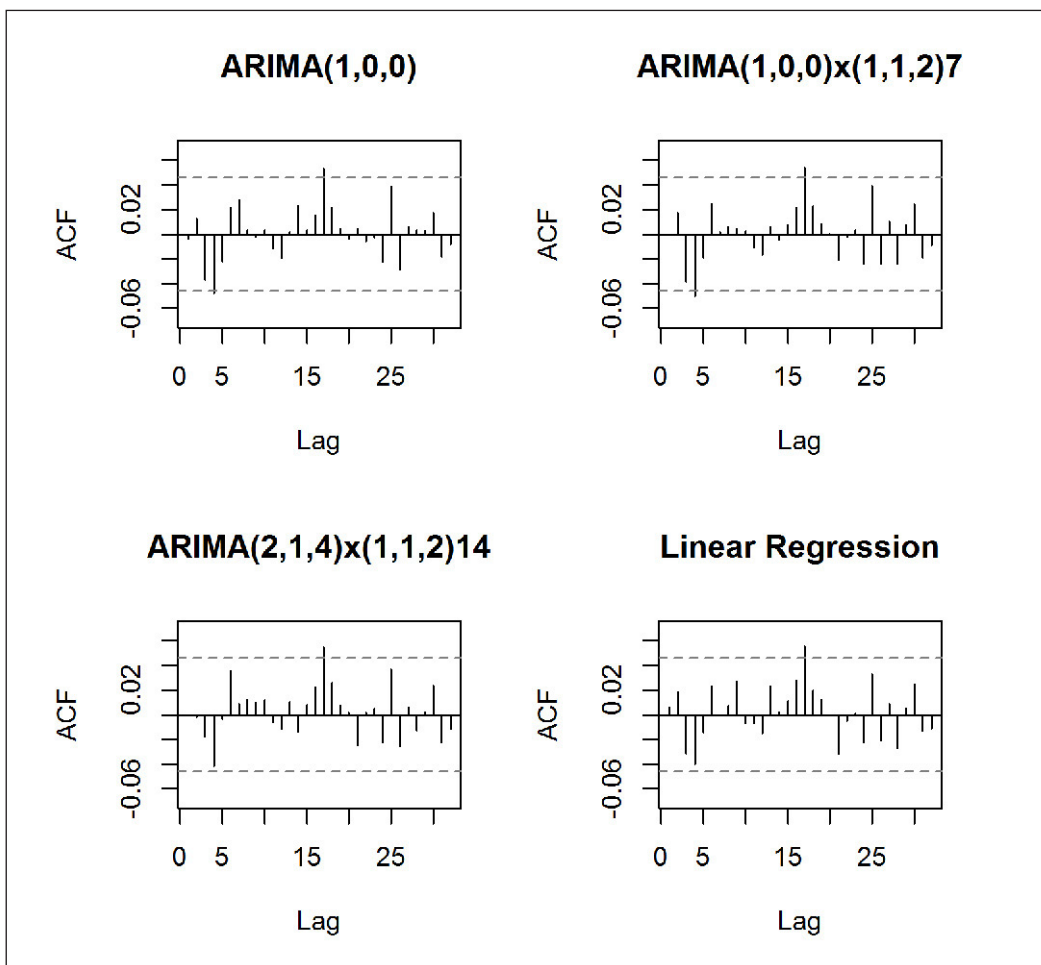 ARIMA(1,0,0)
ACF
0.02
-0.06
0 5 15 25
Lag
ARIMA(1,0,0)x(1,1,2)7
ACF
0.02
-0.06
0 5 15 25
Lag
ARIMA(2,1,4)x(1,1,2)14
ACF
0.02
-0.06
0 5 15 25
Lag
Linear Regression
ACF
0.02
-0.06
0 5 15 25
Lag